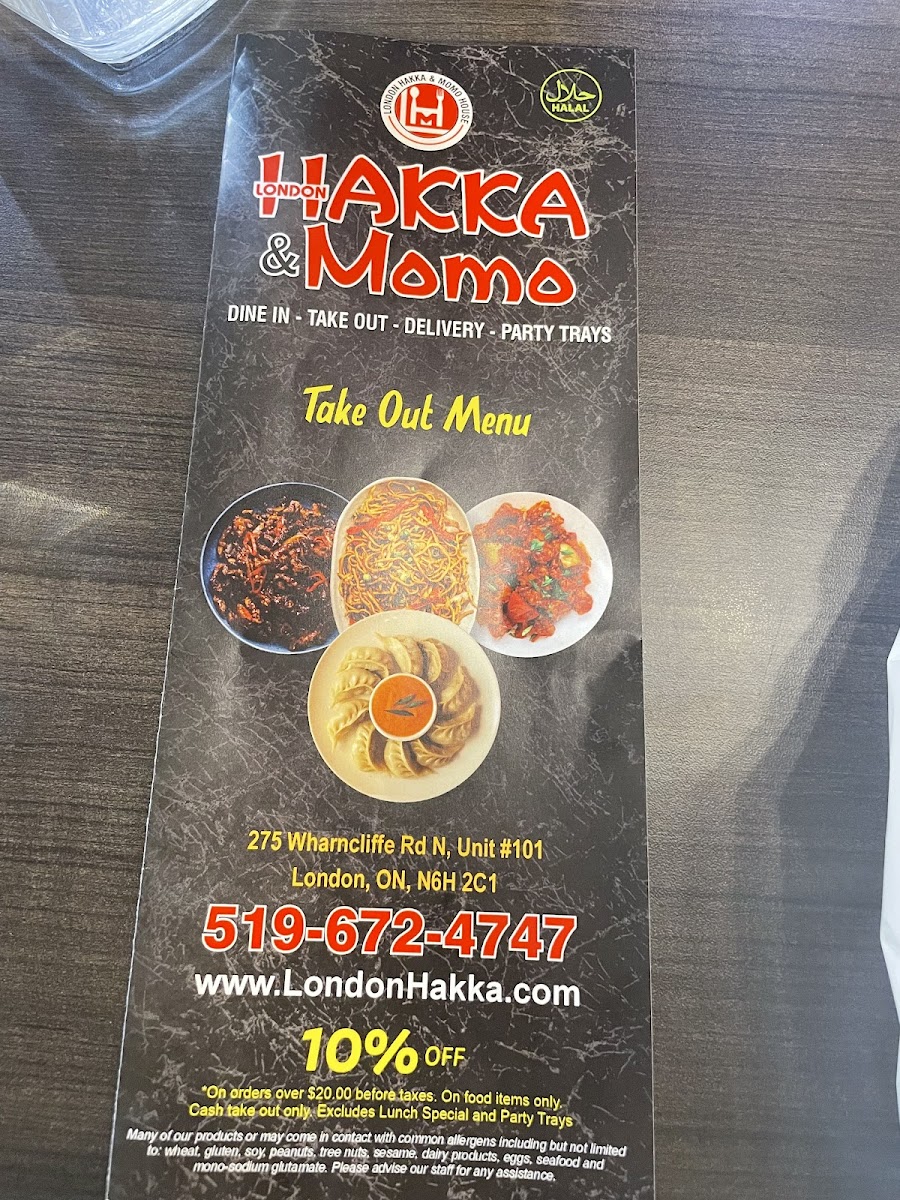 LONDON HAKKA & MOMO HOUSE
HM
حلال
HALAL
LONDON
HAKKA
& Momo
DINE IN - TAKE OUT - DELIVERY - PARTY TRAYS
Take Out Menu
275 Wharncliffe Rd N, Unit #101
London, ON, N6H 2C1
519-672-4747
www.LondonHakka.com
10% OFF
*On orders over $20.00 before taxes. On food items only.
Cash take out only. Excludes Lunch Special and Party Trays
Many of our products or may come in contact with common allergens including but not limited
to: wheat, gluten, soy, peanuts, tree nuts, sesame, dairy products, eggs, seafood and
mono-sodium glutamate. Please advise our staff for any assistance.